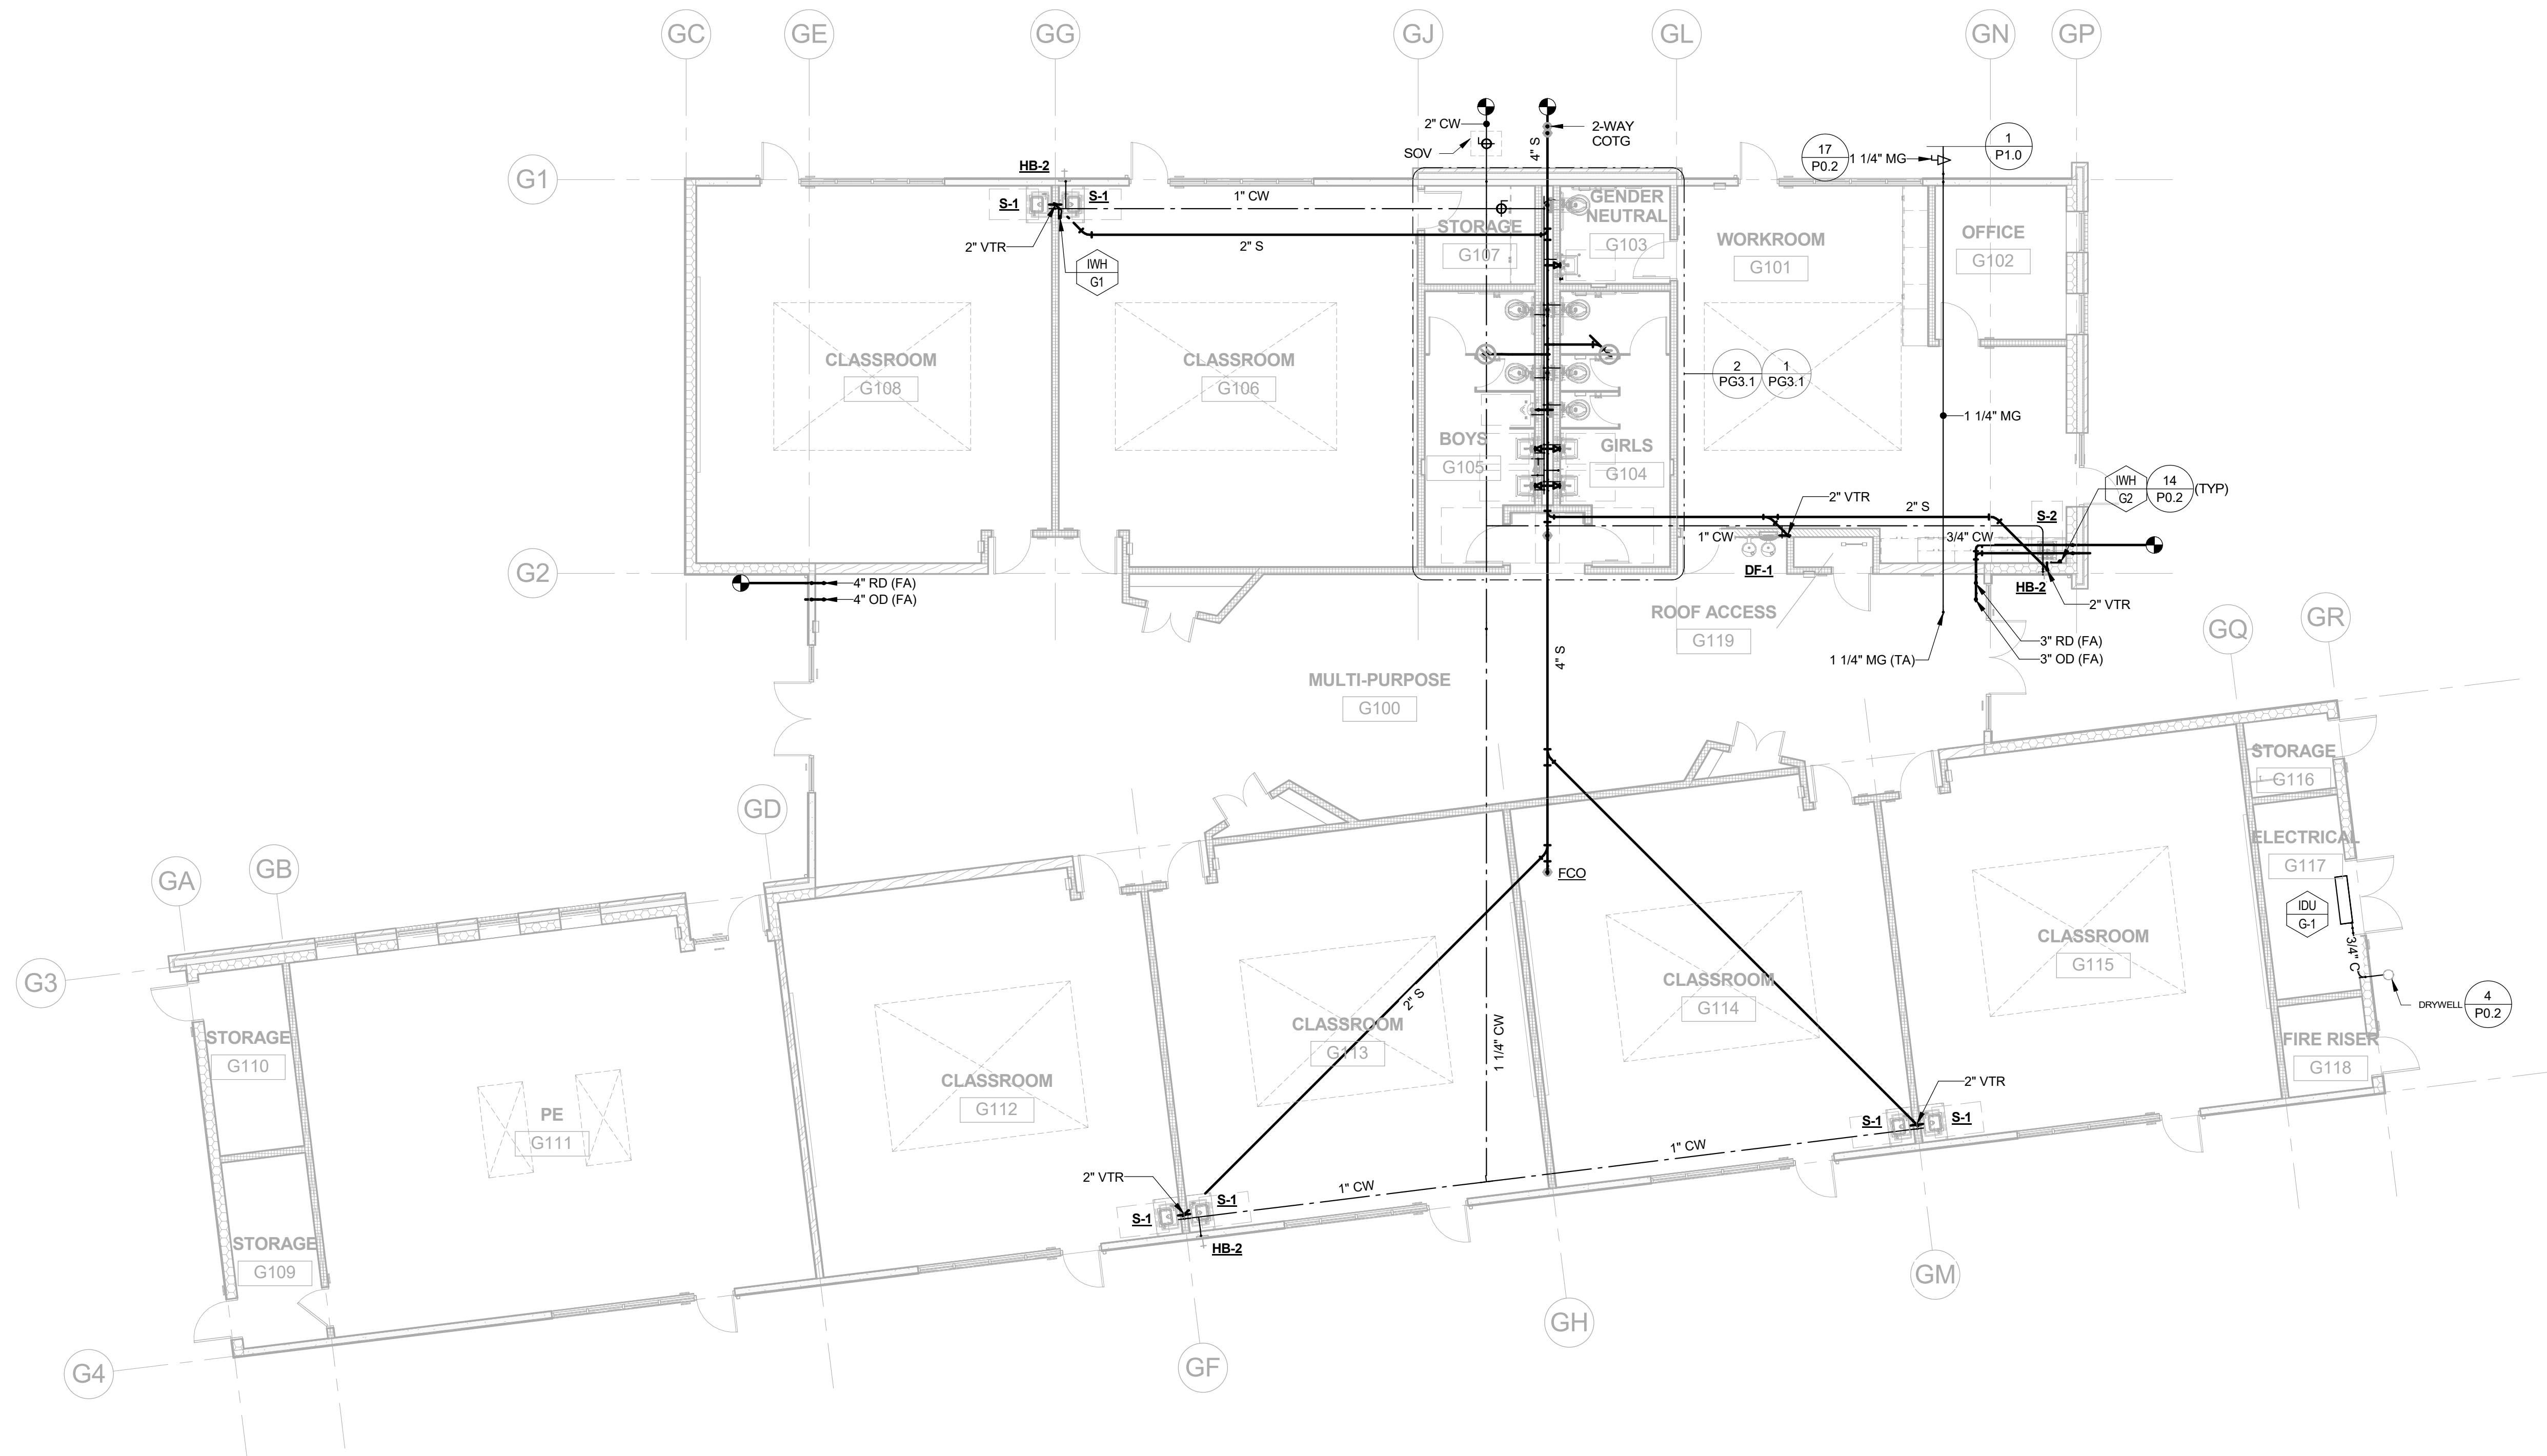 GC
GE
GG
GJ
GL
GN
GP
2" CW
SOV
4" S
2-WAY
COTG
17
P0.2
1 1/4" MG
1
P1.0
G1
HB-2
S-1
S-1
1" CW
2" VTR
2" S
IWH
G1
STORAGE
G107
GENDER
NEUTRAL
G103
WORKROOM
G101
OFFICE
G102
CLASSROOM
G108
CLASSROOM
G106
2
PG3.1
1
PG3.1
1 1/4" MG
BOYS
G105
GIRLS
G104
2" VTR
2" S
S-2
IWH
G2
14
P0.2
(TYP)
1" CW
3/4" CW
G2
DF-1
HB-2
2" VTR
4" RD (FA)
4" OD (FA)
ROOF ACCESS
G119
3" RD (FA)
3" OD (FA)
1 1/4" MG (TA)
4" S
MULTI-PURPOSE
G100
GQ
GR
STORAGE
G116
ELECTRICAL
G117
IDU
G-1
3/4" C
DRYWELL
4
P0.2
FIRE RISER
G118
GD
GB
GA
G3
FCO
CLASSROOM
G115
CLASSROOM
G114
CLASSROOM
G113
2" S
1 1/4" CW
STORAGE
G110
PE
G111
CLASSROOM
G112
2" VTR
S-1
S-1
1" CW
1" CW
2" VTR
S-1
S-1
HB-2
STORAGE
G109
GM
GH
GF
G4